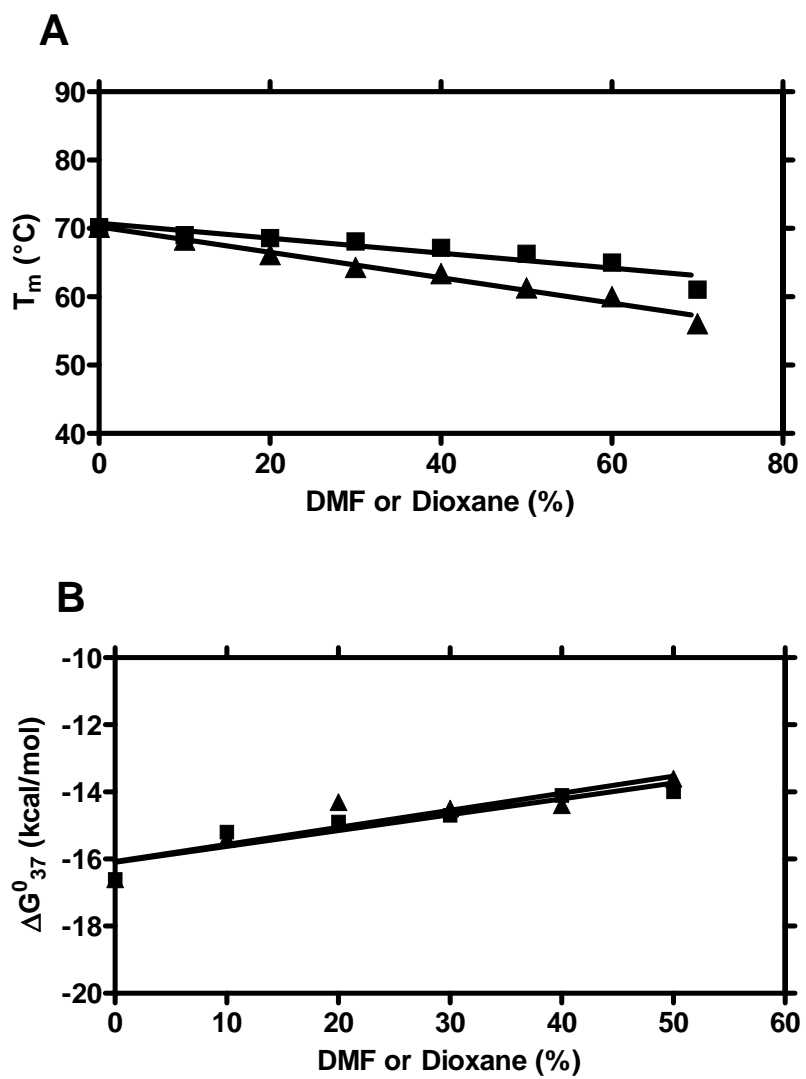 A
90
80
70
60
50
40
T_m (°C)
0 20 40 60 80
DMF or Dioxane (%)
B
-10
-12
-14
-16
-18
-20
ΔG⁰₃₇ (kcal/mol)
0 10 20 30 40 50 60
DMF or Dioxane (%)